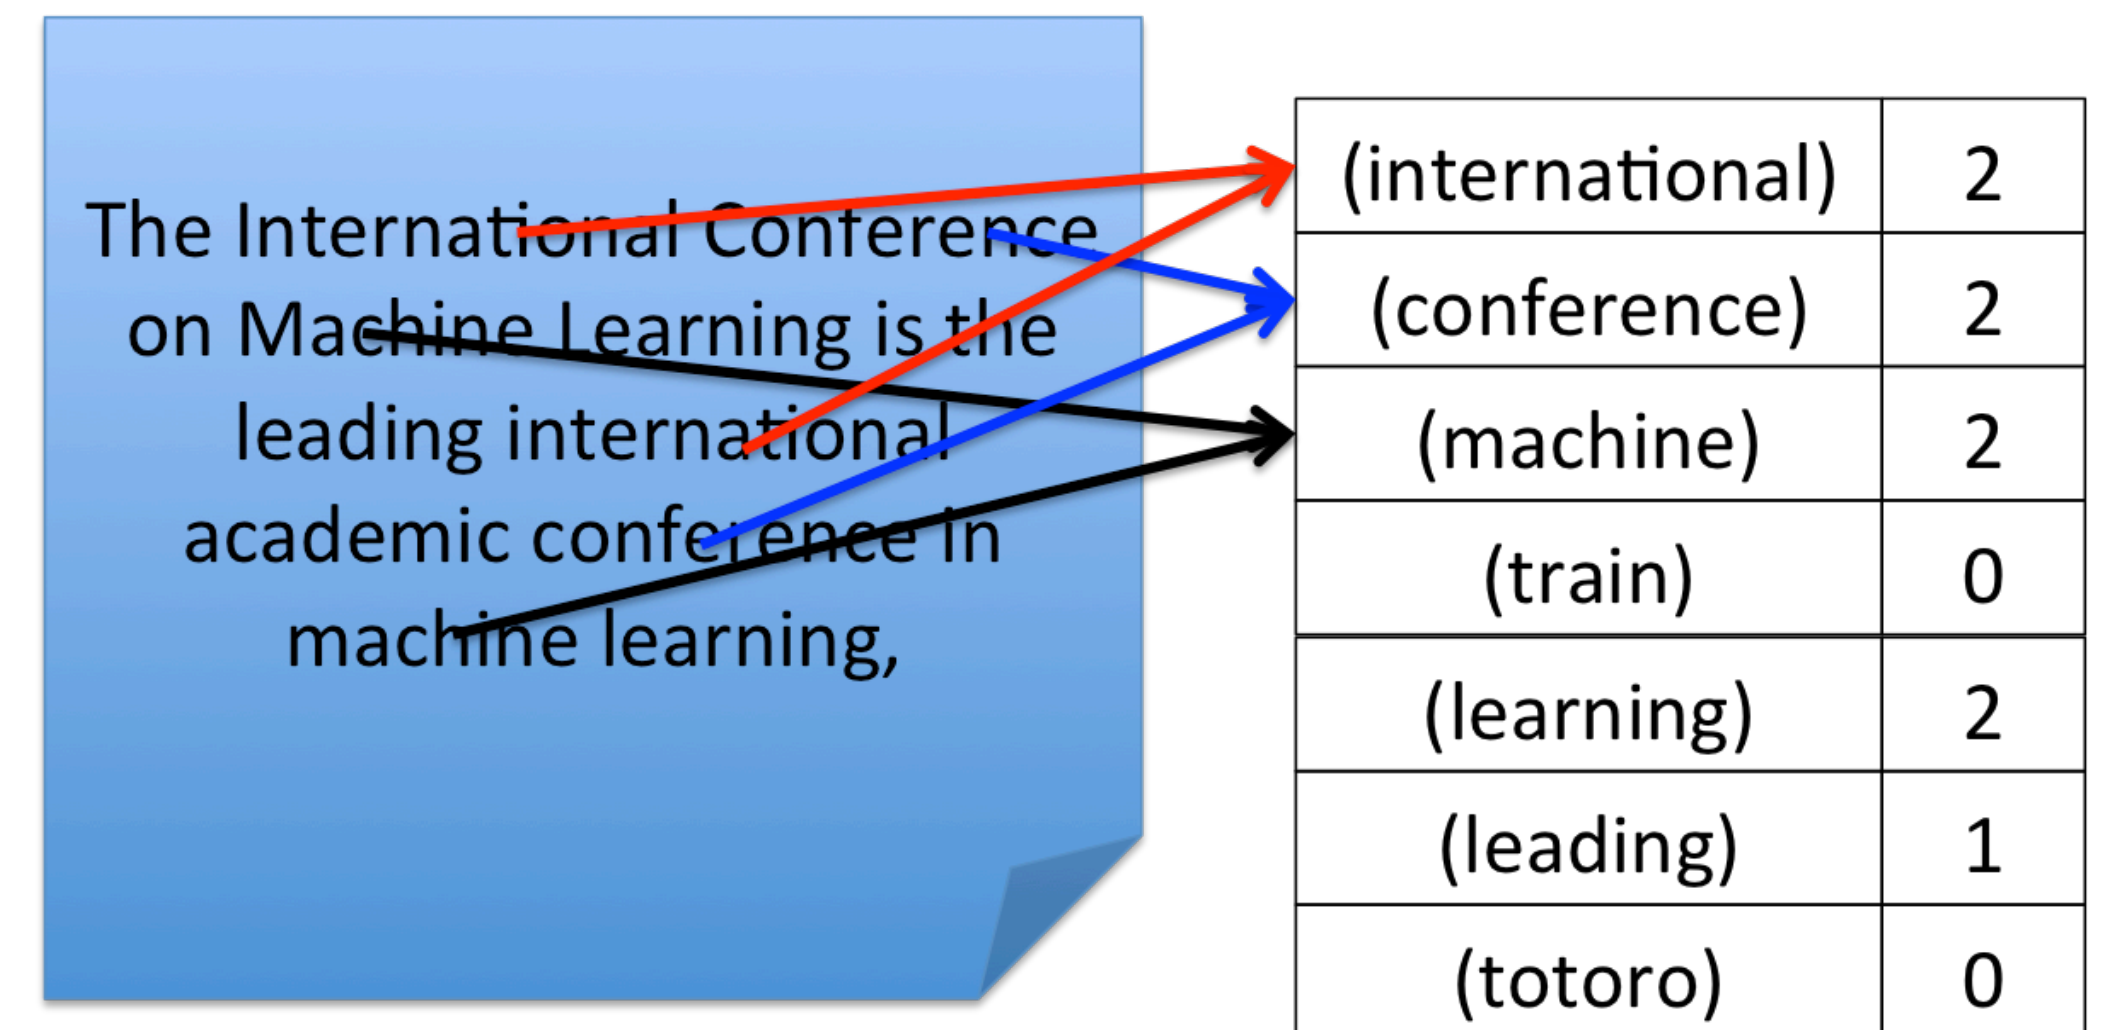 The International Conference
on Machine Learning is the
leading international
academic conference in
machine learning,
(international) 2
(conference) 2
(machine) 2
(train) 0
(learning) 2
(leading) 1
(totoro) 0